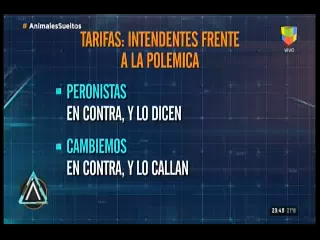 #AnimalesSueltos
TARIFAS: INTENDENTES FRENTE
A LA POLEMICA
VIVO
PERONISTAS
EN CONTRA, Y LO DICEN
CAMBIEMOS
EN CONTRA, Y LO CALLAN